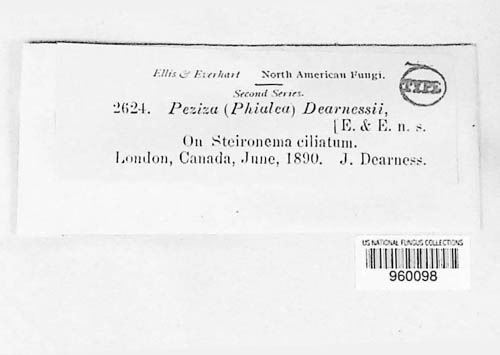 Ellis & Everhart North American Fungi.
TYPE
Second Series.
2624. Peziza (Phialea) Dearnessii,
[E. & E. n. s.
On Steironema ciliatum.
London, Canada, June, 1890. J. Dearness.
US NATIONAL FUNGUS COLLECTIONS
960098